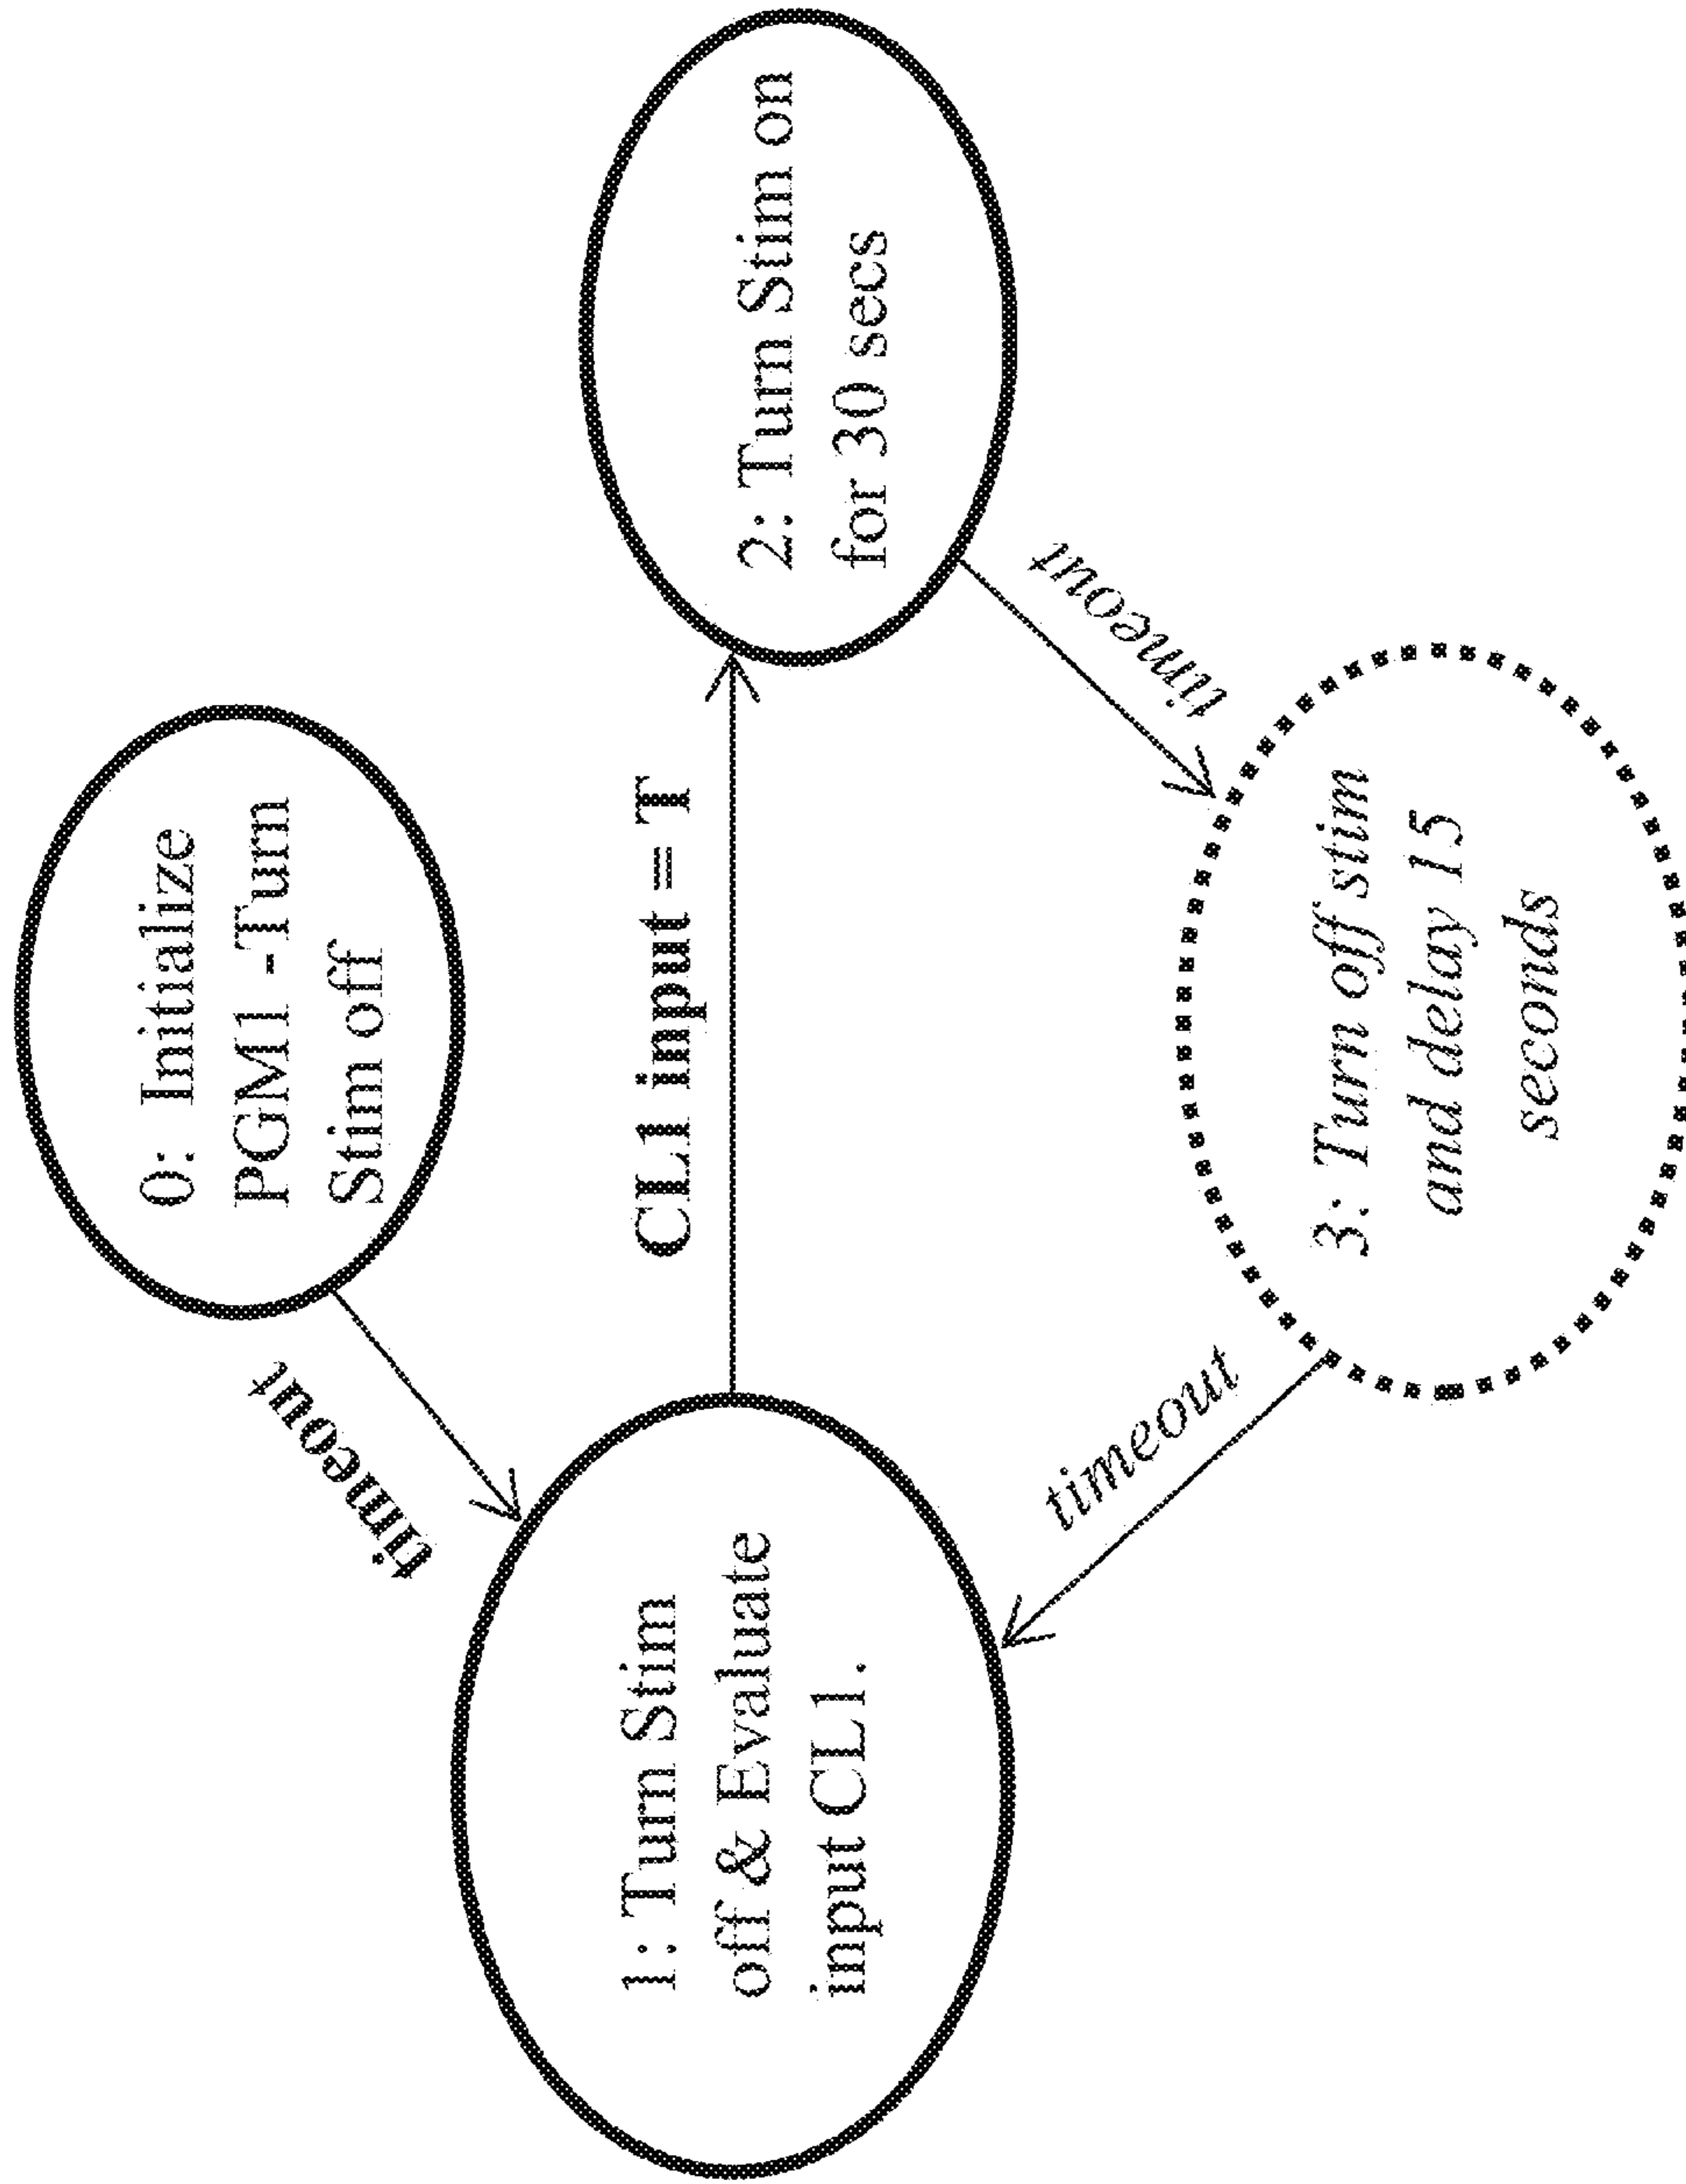 0: Initialize
PGM1 -Turn
Stim off
timeout
1: Turn Stim
off & Evaluate
input CL1.
CL1 input = T
2: Turn Stim on
for 30 secs
timeout
timeout
3: Turn off stim
and delay 15
seconds